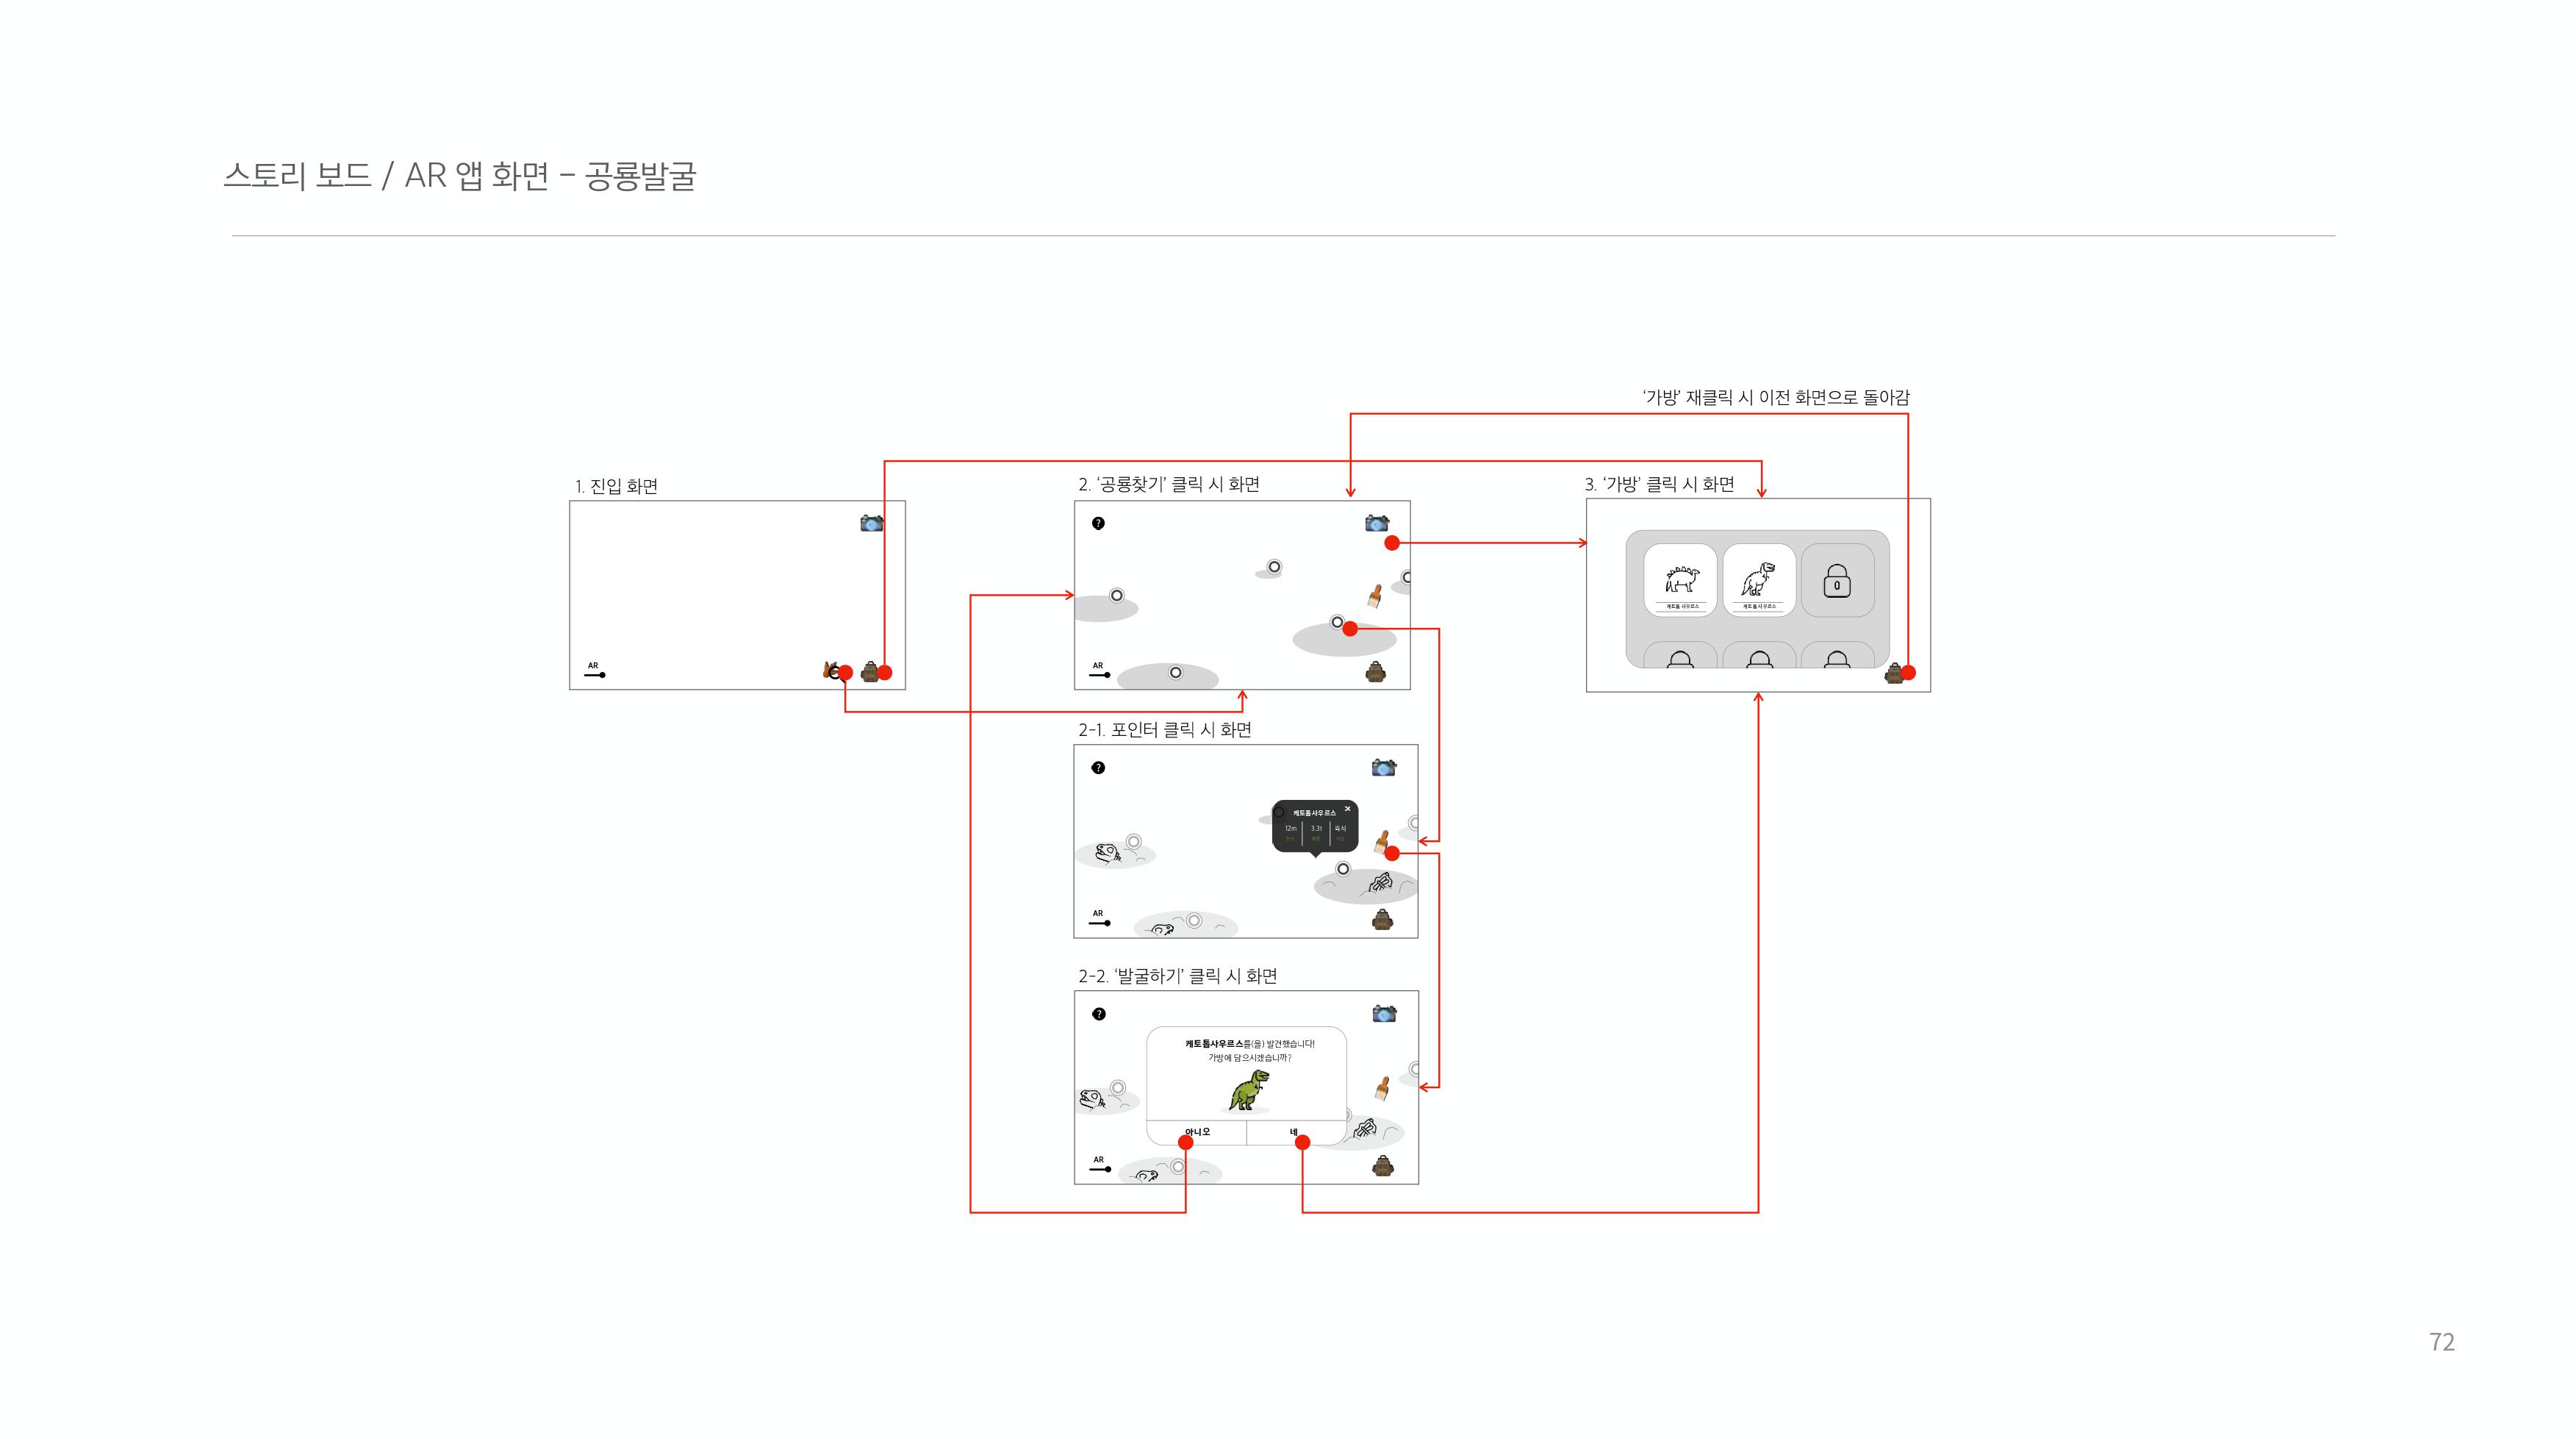 스토리 보드 / AR 앱 화면 - 공룡발굴
‘가방’ 재클릭 시 이전 화면으로 돌아감
1. 진입 화면
AR
2. ‘공룡찾기’ 클릭 시 화면
?
AR
3. ‘가방’ 클릭 시 화면
케토톱사우르스
케토톱사우르스
2-1. 포인터 클릭 시 화면
?
케토톱사우르스
×
12m
3.3t
육식
AR
2-2. ‘발굴하기’ 클릭 시 화면
?
케토톱사우르스를(을) 발견했습니다!
가방에 담으시겠습니까?
아니오
네
AR
72